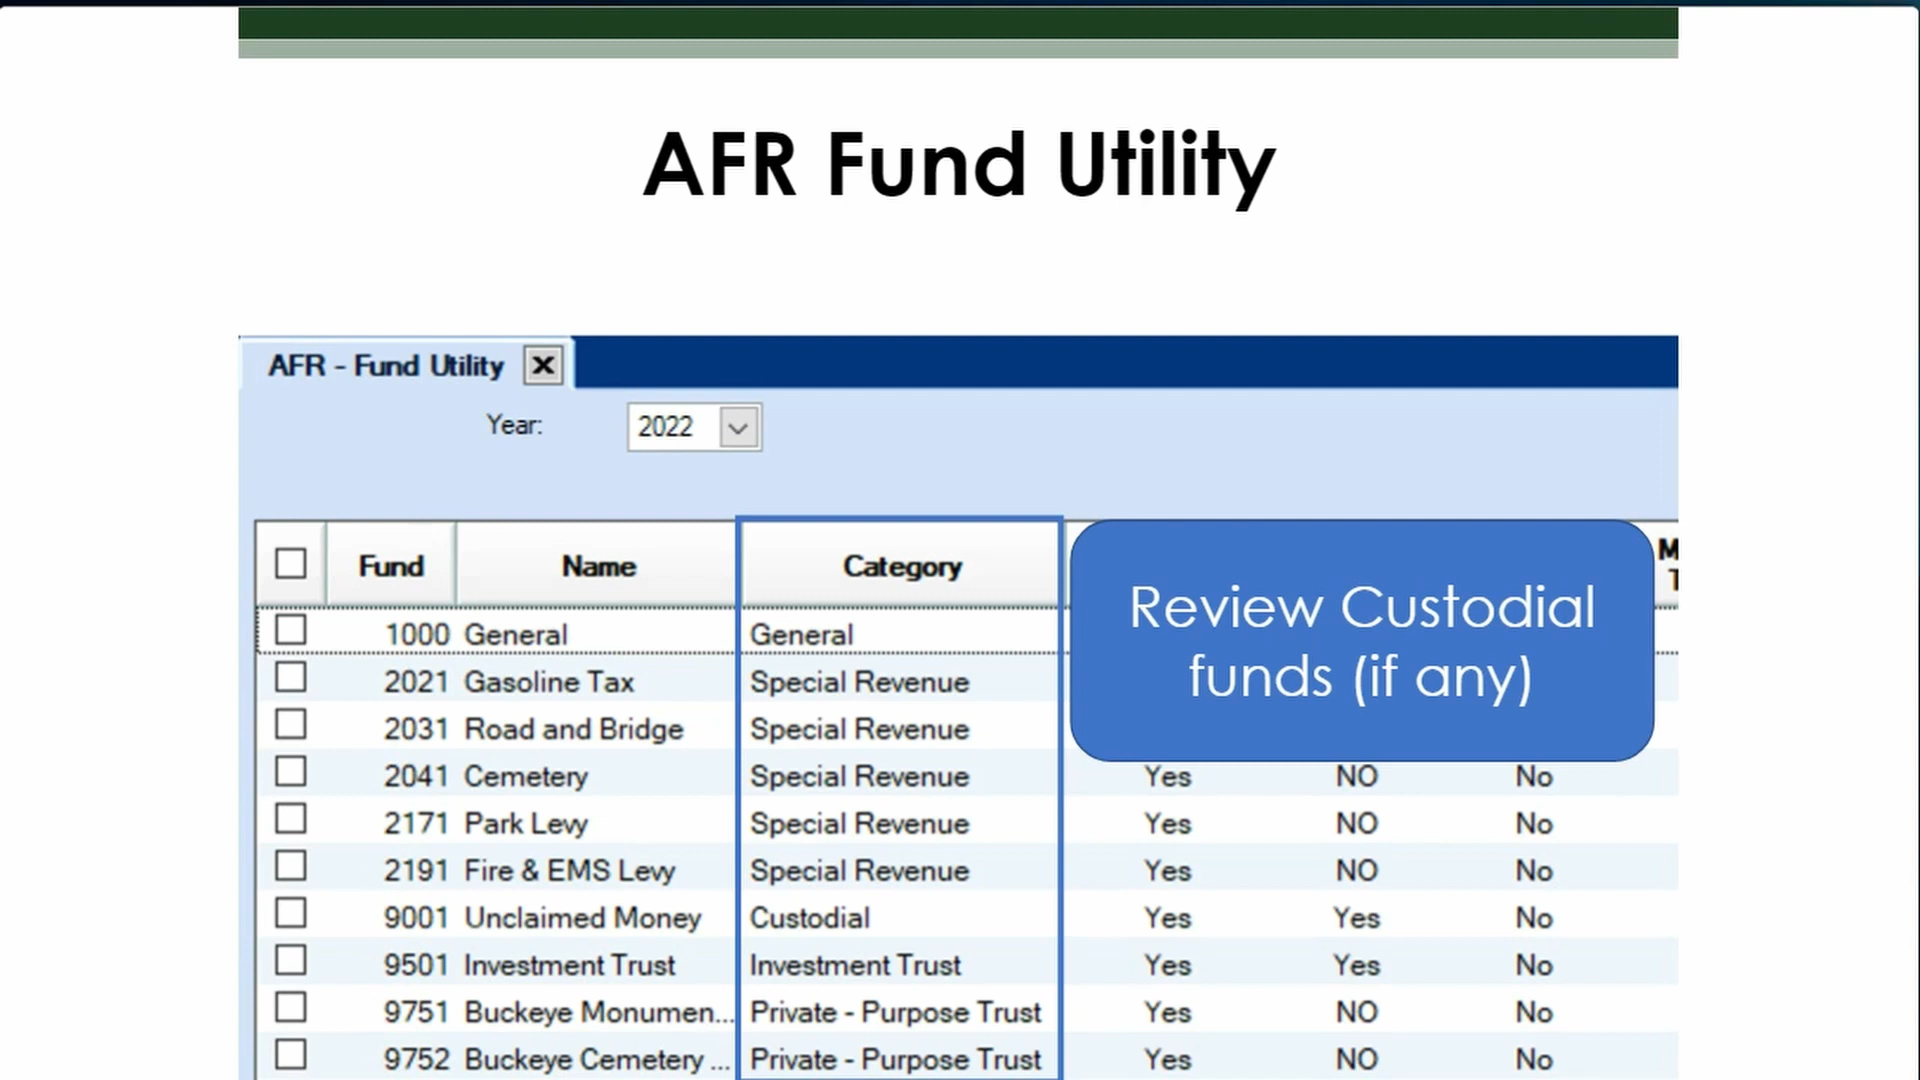 AFR Fund Utility
AFR - Fund Utility
Year: 2022
Fund Name Category
Review Custodial
funds (if any)
1000 General General
2021 Gasoline Tax Special Revenue
2031 Road and Bridge Special Revenue
2041 Cemetery Special Revenue Yes NO No
2171 Park Levy Special Revenue Yes NO No
2191 Fire & EMS Levy Special Revenue Yes NO No
9001 Unclaimed Money Custodial Yes Yes No
9501 Investment Trust Investment Trust Yes Yes No
9751 Buckeye Monumen... Private - Purpose Trust Yes NO No
9752 Buckeye Cemetery ... Private - Purpose Trust Yes NO No